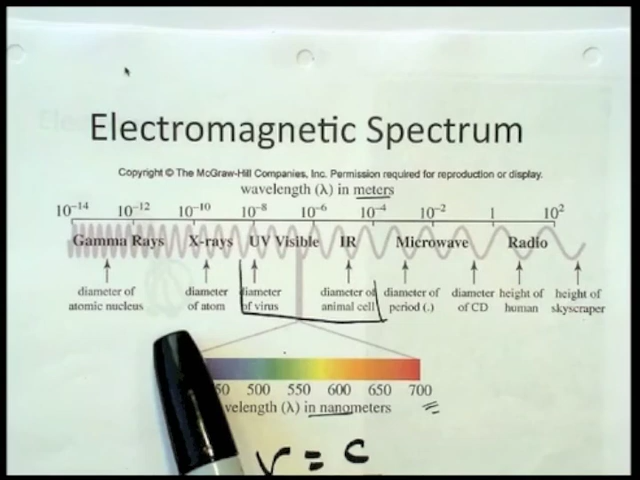 Electromagnetic Spectrum
Copyright © The McGraw-Hill Companies, Inc. Permission required for reproduction or display.
wavelength (λ) in meters
10⁻¹⁴ 10⁻¹² 10⁻¹⁰ 10⁻⁸ 10⁻⁶ 10⁻⁴ 10⁻² 1 10²
Gamma Rays X-rays UV Visible IR Microwave Radio
diameter of atomic nucleus
diameter of atom
diameter of virus
diameter of animal cell
diameter of period (.)
diameter of CD
height of human
height of skyscraper
500 550 600 650 700
(λ) in nanometers
= c